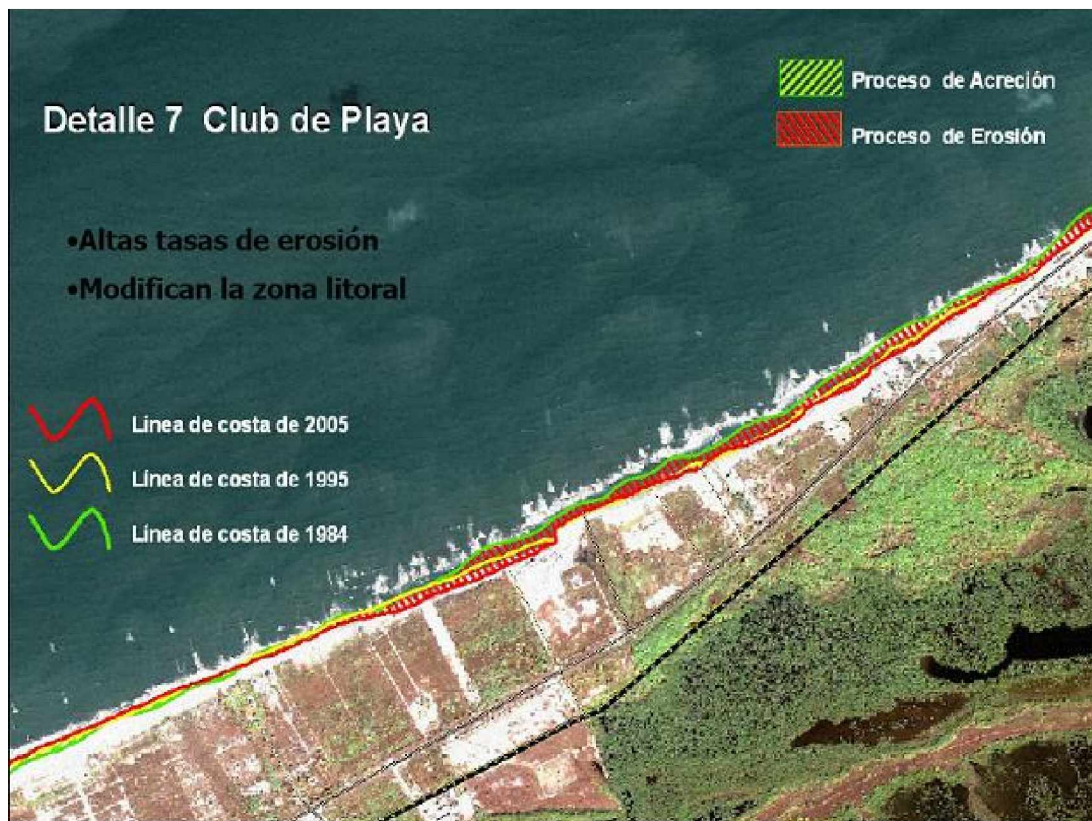 Detalle 7 Club de Playa
Proceso de Acreción
Proceso de Erosión
•Altas tasas de erosión
•Modifican la zona litoral
Línea de costa de 2005
Línea de costa de 1995
Línea de costa de 1984